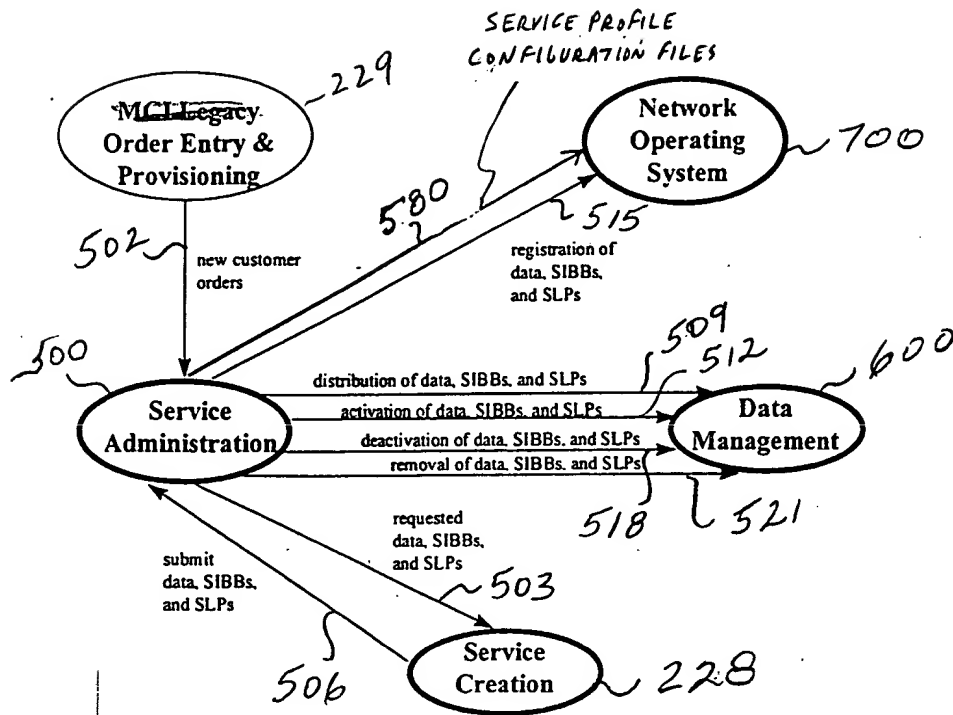 SERVICE PROFILE
CONFIGURATION FILES
229
MCI Legacy
Order Entry &
Provisioning
Network
Operating
System
700
580
515
502
new customer
orders
registration of
data, SIBBs,
and SLPs
509
512
500
600
distribution of data, SIBBs, and SLPs
Service
Administration
activation of data, SIBBs, and SLPs
Data
Management
deactivation of data, SIBBs, and SLPs
removal of data, SIBBs, and SLPs
518
521
requested
data, SIBBs,
and SLPs
submit
data, SIBBs,
and SLPs
503
506
Service
Creation
228